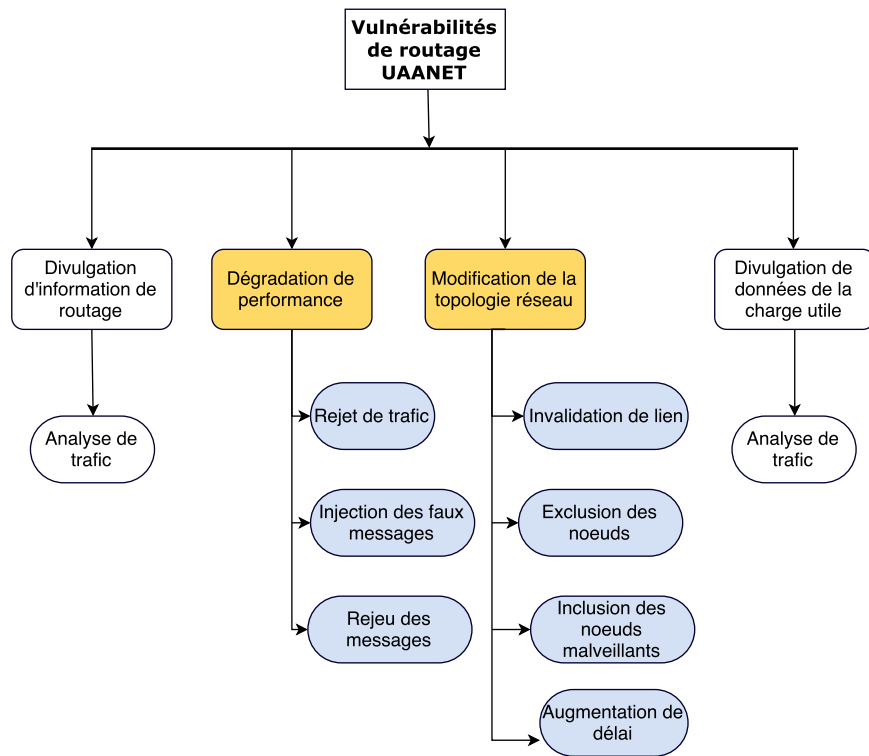 Vulnérabilités
de routage
UAANET
Divulgation
d'information de
routage
Dégradation de
performance
Modification de la
topologie réseau
Divulgation de
données de la
charge utile
Analyse de
trafic
Rejet de trafic
Injection des faux
messages
Rejeu des
messages
Invalidation de lien
Exclusion des
noeuds
Inclusion des
noeuds
malveillants
Augmentation de
délai
Analyse de
trafic